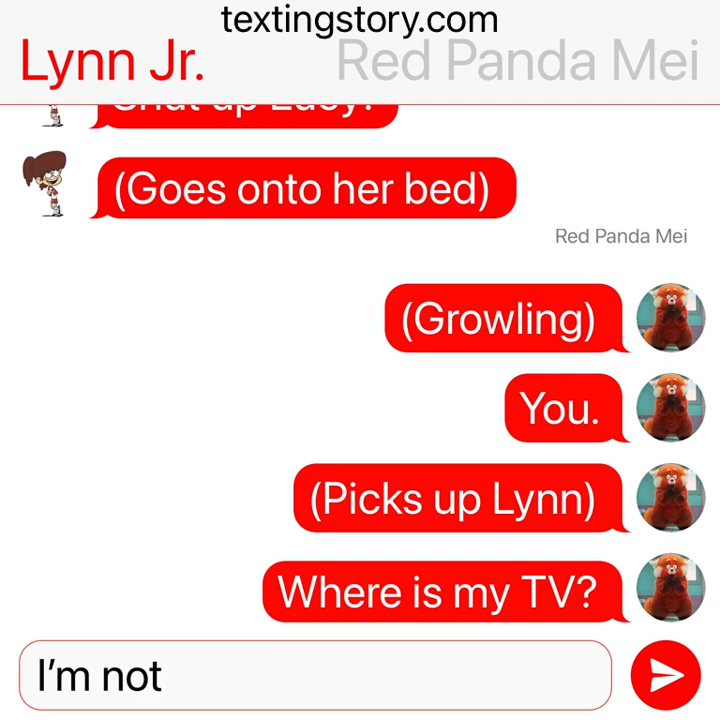 textingstory.com
Lynn Jr. Red Panda Mei
(Goes onto her bed)
Red Panda Mei
(Growling)
You.
(Picks up Lynn)
Where is my TV?
I’m not